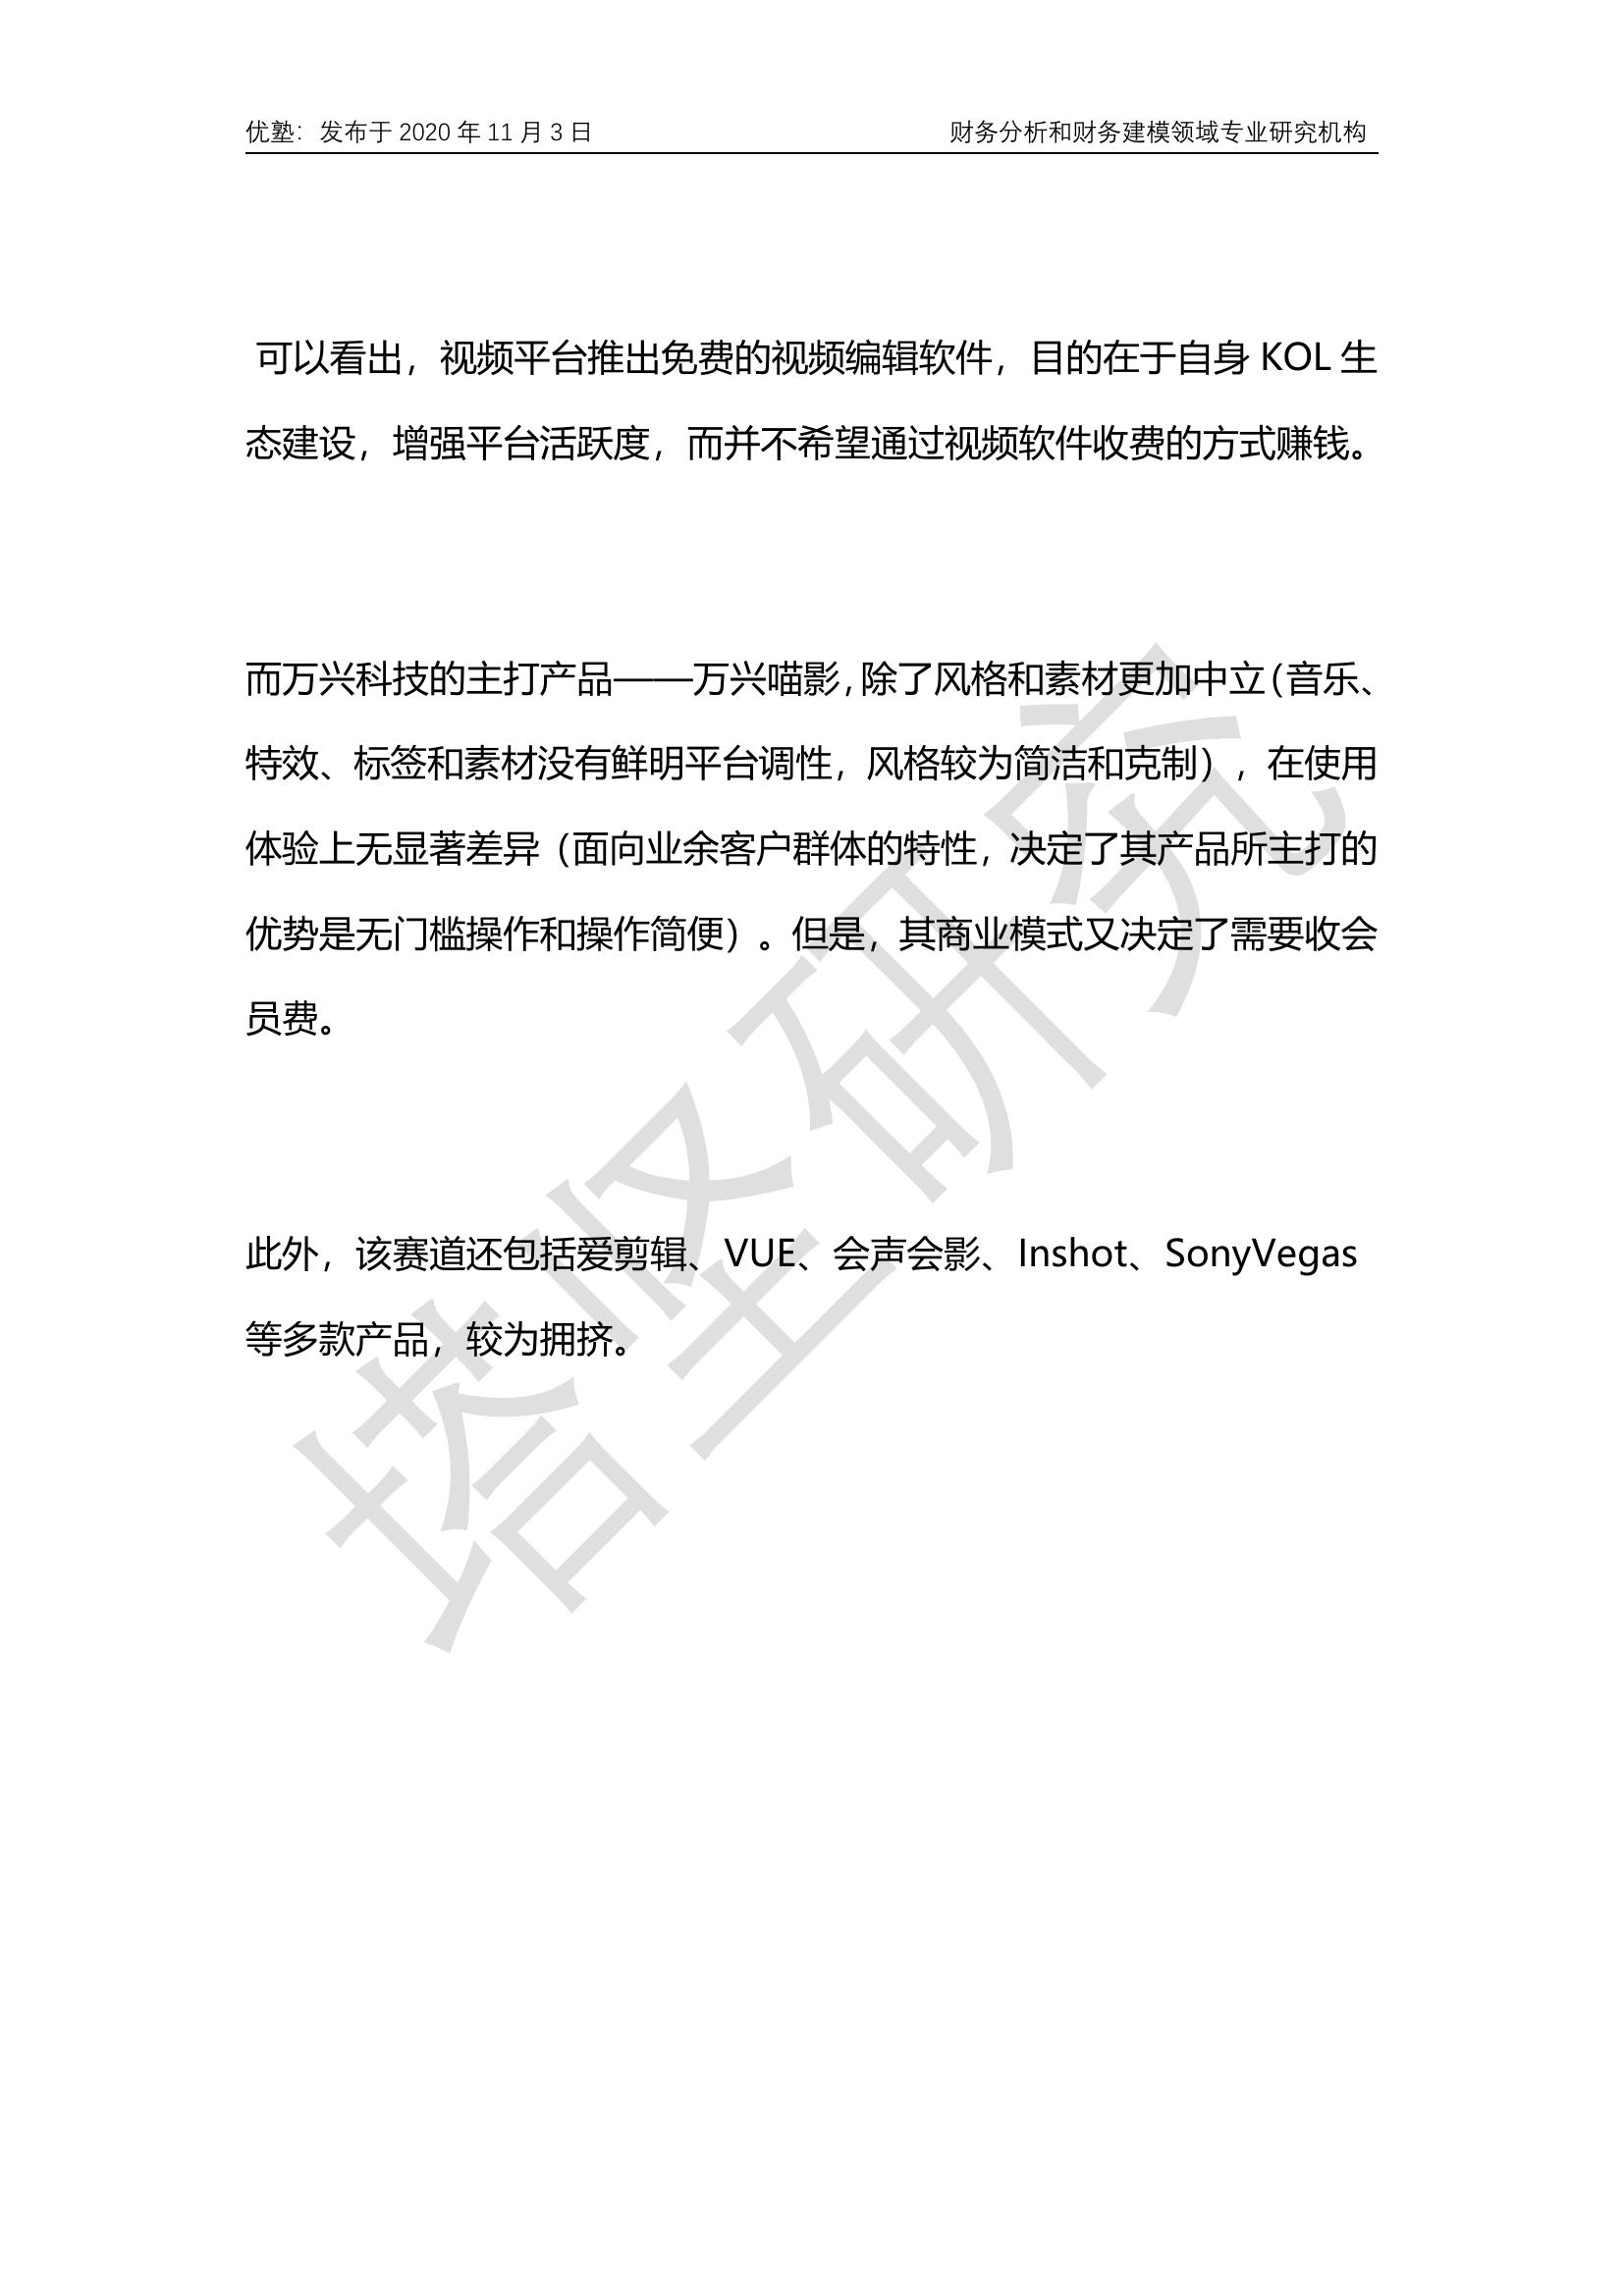 优塾：发布于 2020 年 11 月 3 日 财务分析和财务建模领域专业研究机构
可以看出，视频平台推出免费的视频编辑软件，目的在于自身 KOL 生
态建设，增强平台活跃度，而并不希望通过视频软件收费的方式赚钱。
而万兴科技的主打产品——万兴喵影，除了风格和素材更加中立（音乐、
特效、标签和素材没有鲜明平台调性，风格较为简洁和克制），在使用
体验上无显著差异（面向业余客户群体的特性，决定了其产品所主打的
优势是无门槛操作和操作简便）。但是，其商业模式又决定了需要收会
员费。
此外，该赛道还包括爱剪辑、VUE、会声会影、Inshot、SonyVegas
等多款产品，较为拥挤。
塔坚研究